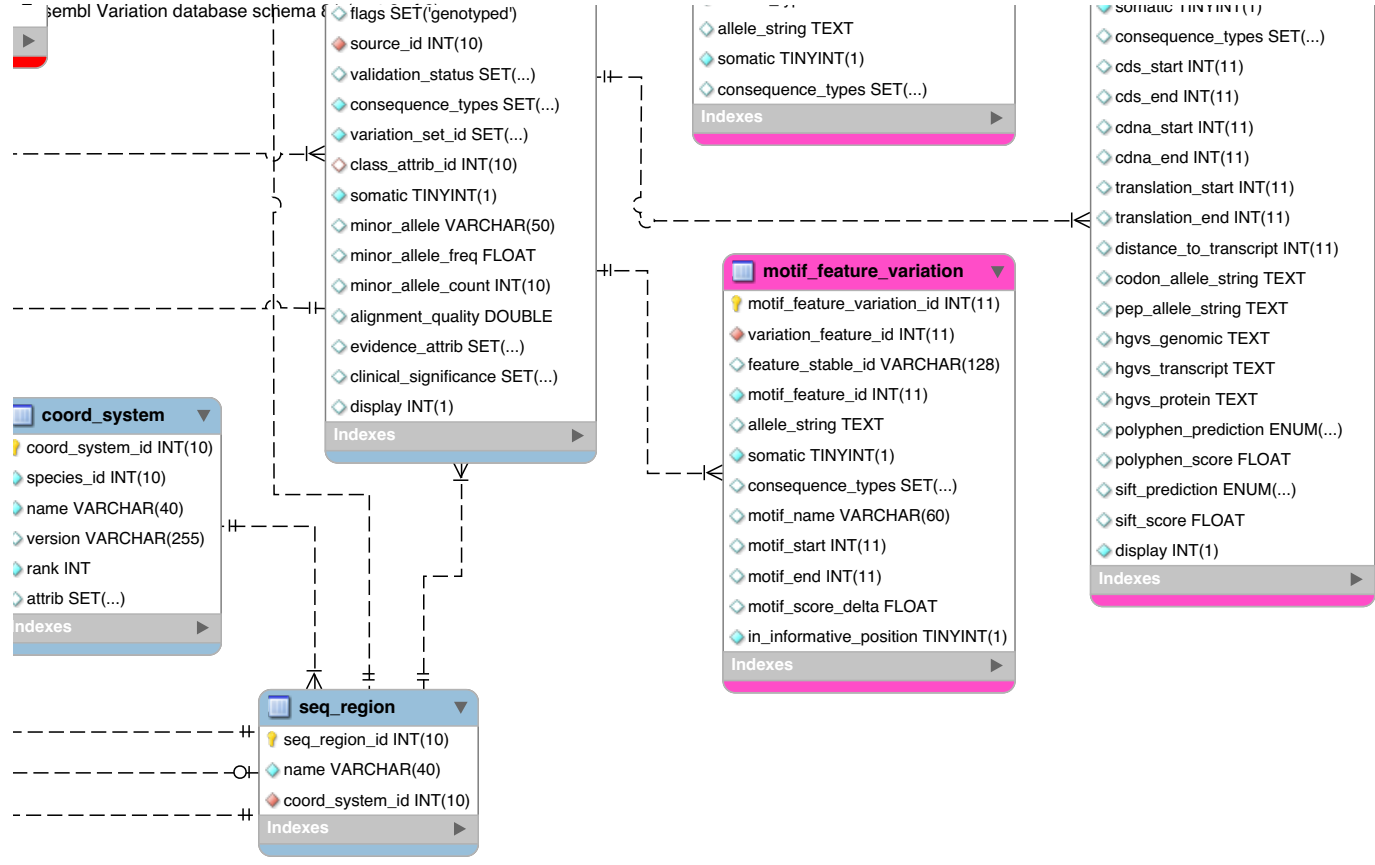 sembl Variation database schema
flags SET('genotyped')
source_id INT(10)
validation_status SET(...)
consequence_types SET(...)
variation_set_id SET(...)
class_attrib_id INT(10)
somatic TINYINT(1)
minor_allele VARCHAR(50)
minor_allele_freq FLOAT
minor_allele_count INT(10)
alignment_quality DOUBLE
evidence_attrib SET(...)
clinical_significance SET(...)
display INT(1)
Indexes
allele_string TEXT
somatic TINYINT(1)
consequence_types SET(...)
Indexes
somatic TINYINT(1)
consequence_types SET(...)
cds_start INT(11)
cds_end INT(11)
cdna_start INT(11)
cdna_end INT(11)
translation_start INT(11)
translation_end INT(11)
distance_to_transcript INT(11)
codon_allele_string TEXT
pep_allele_string TEXT
hgvs_genomic TEXT
hgvs_transcript TEXT
hgvs_protein TEXT
polyphen_prediction ENUM(...)
polyphen_score FLOAT
sift_prediction ENUM(...)
sift_score FLOAT
display INT(1)
Indexes
motif_feature_variation
motif_feature_variation_id INT(11)
variation_feature_id INT(11)
feature_stable_id VARCHAR(128)
motif_feature_id INT(11)
allele_string TEXT
somatic TINYINT(1)
consequence_types SET(...)
motif_name VARCHAR(60)
motif_start INT(11)
motif_end INT(11)
motif_score_delta FLOAT
in_informative_position TINYINT(1)
Indexes
coord_system
coord_system_id INT(10)
species_id INT(10)
name VARCHAR(40)
version VARCHAR(255)
rank INT
attrib SET(...)
ndexes
seq_region
seq_region_id INT(10)
name VARCHAR(40)
coord_system_id INT(10)
Indexes